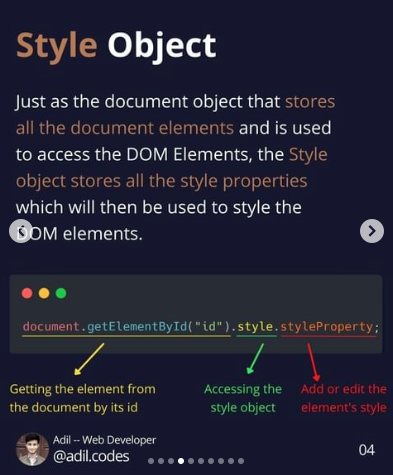 Style Object
Just as the document object that stores
all the document elements and is used
to access the DOM Elements, the Style
object stores all the style properties
which will then be used to style the
DOM elements.
document.getElementById("id").style.styleProperty;
Getting the element from
the document by its id
Accessing the
style object
Add or edit the
element's style
Adil -- Web Developer
@adil.codes
04